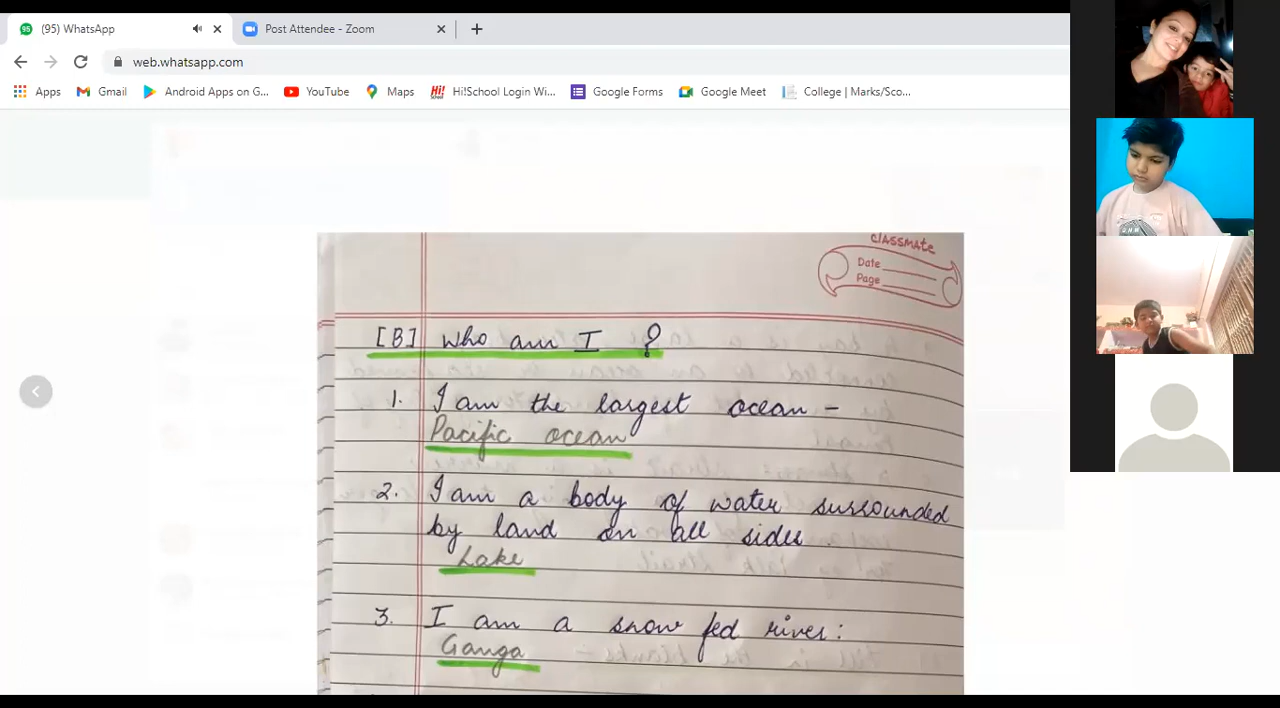 (95) WhatsApp
Post Attendee - Zoom
web.whatsapp.com
Apps
Gmail
Android Apps on G...
YouTube
Maps
Hi!School Login Wi...
Google Forms
Google Meet
College | Marks/Sco...
classmate
Date
Page
[B] Who am I ?
1. I am the largest ocean -
Pacific ocean
2. I am a body of water surrounded
by land on all sides.
Lake
3. I am a snow fed river:
Ganga